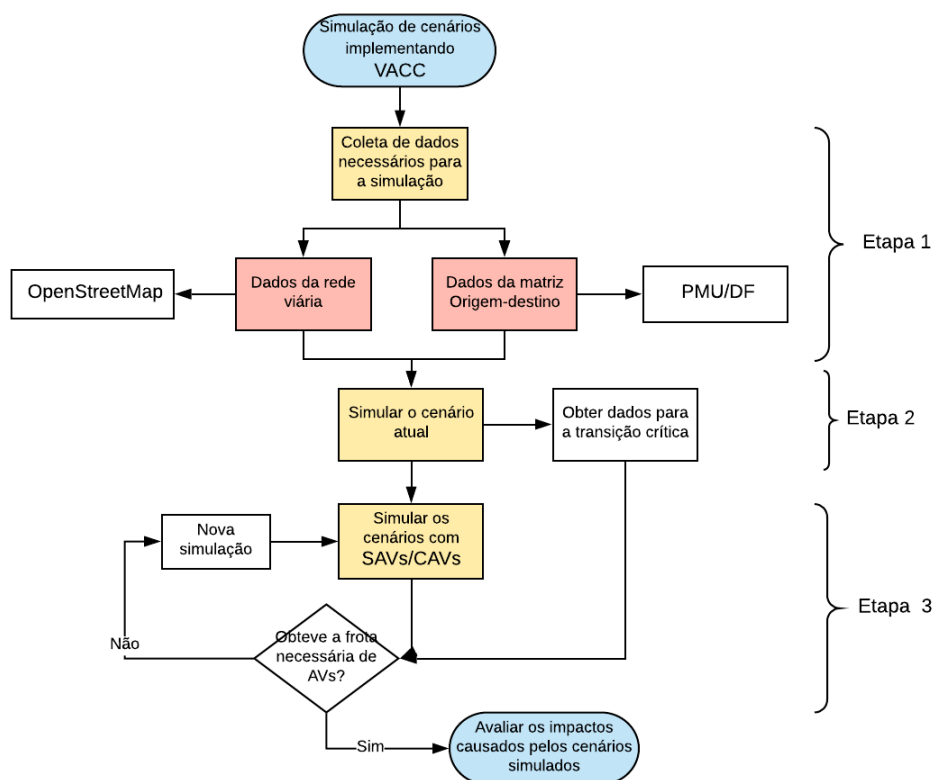 Simulação de cenários
implementando
VACC
Coleta de dados
necessários para
a simulação
Etapa 1
OpenStreetMap
Dados da rede
viária
Dados da matriz
Origem-destino
PMU/DF
Simular o cenário
atual
Obter dados para
a transição crítica
Etapa 2
Nova
simulação
Simular os
cenários com
SAVs/CAVs
Etapa 3
Não
Obteve a frota
necessária de
AVs?
Sim
Avaliar os impactos
causados pelos cenários
simulados